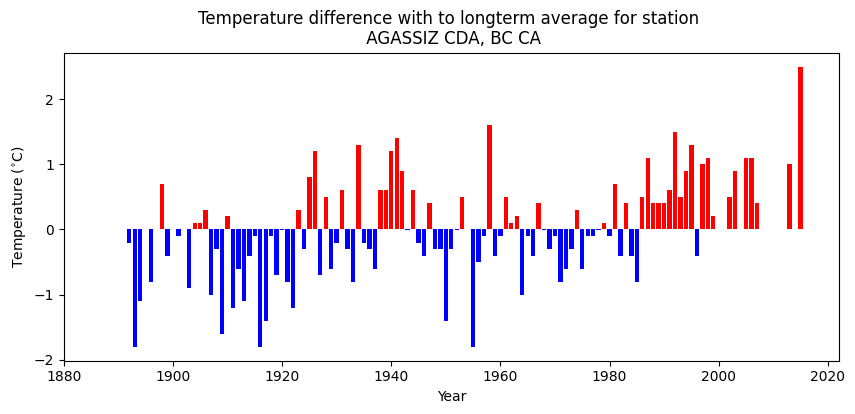 Temperature difference with to longterm average for station
AGASSIZ CDA, BC CA
Temperature (°C)
2
1
0
−1
−2
1880 1900 1920 1940 1960 1980 2000 2020
Year